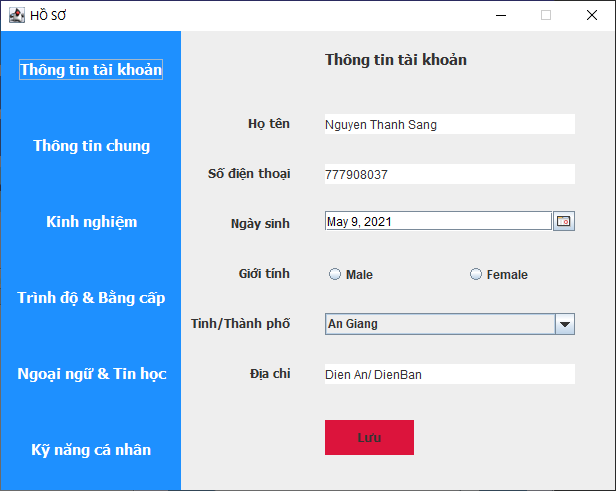 HỒ SƠ
Thông tin tài khoản
Thông tin chung
Kinh nghiệm
Trình độ & Bằng cấp
Ngoại ngữ & Tin học
Kỹ năng cá nhân
Thông tin tài khoản
Họ tên Nguyen Thanh Sang
Số điện thoại 777908037
Ngày sinh May 9, 2021
Giới tính Male Female
Tỉnh/Thành phố An Giang
Địa chỉ Dien An/ DienBan
Lưu